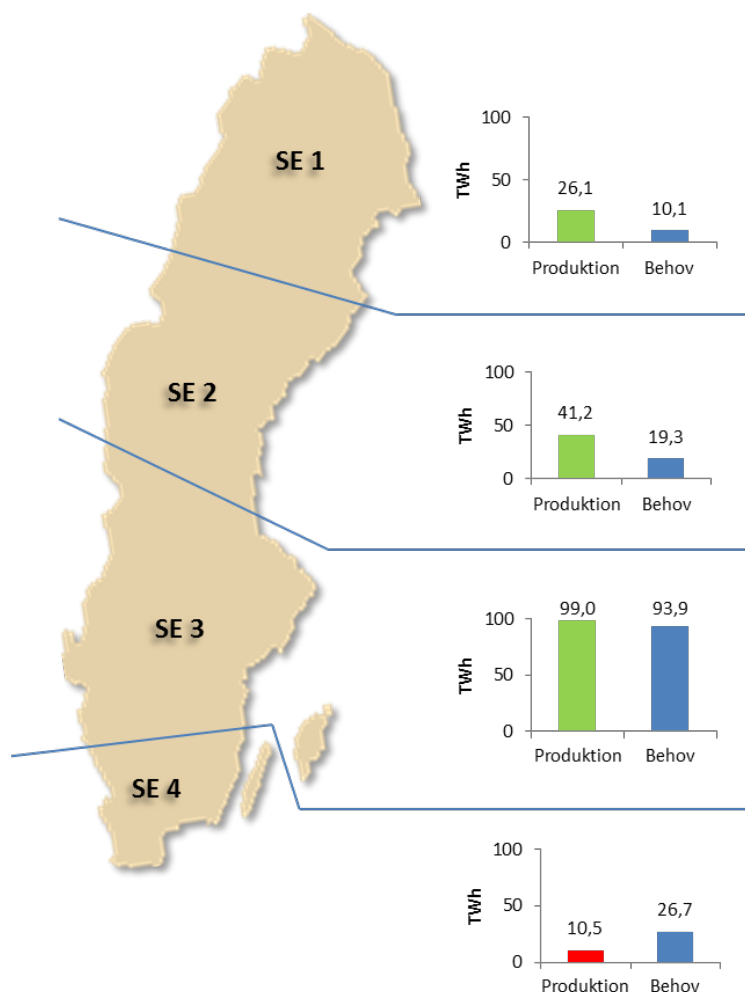 SE 1
TWh
100
50
0
26,1
10,1
Produktion Behov
SE 2
TWh
100
50
0
41,2
19,3
Produktion Behov
SE 3
TWh
100
50
0
99,0
93,9
Produktion Behov
SE 4
TWh
100
50
0
10,5
26,7
Produktion Behov